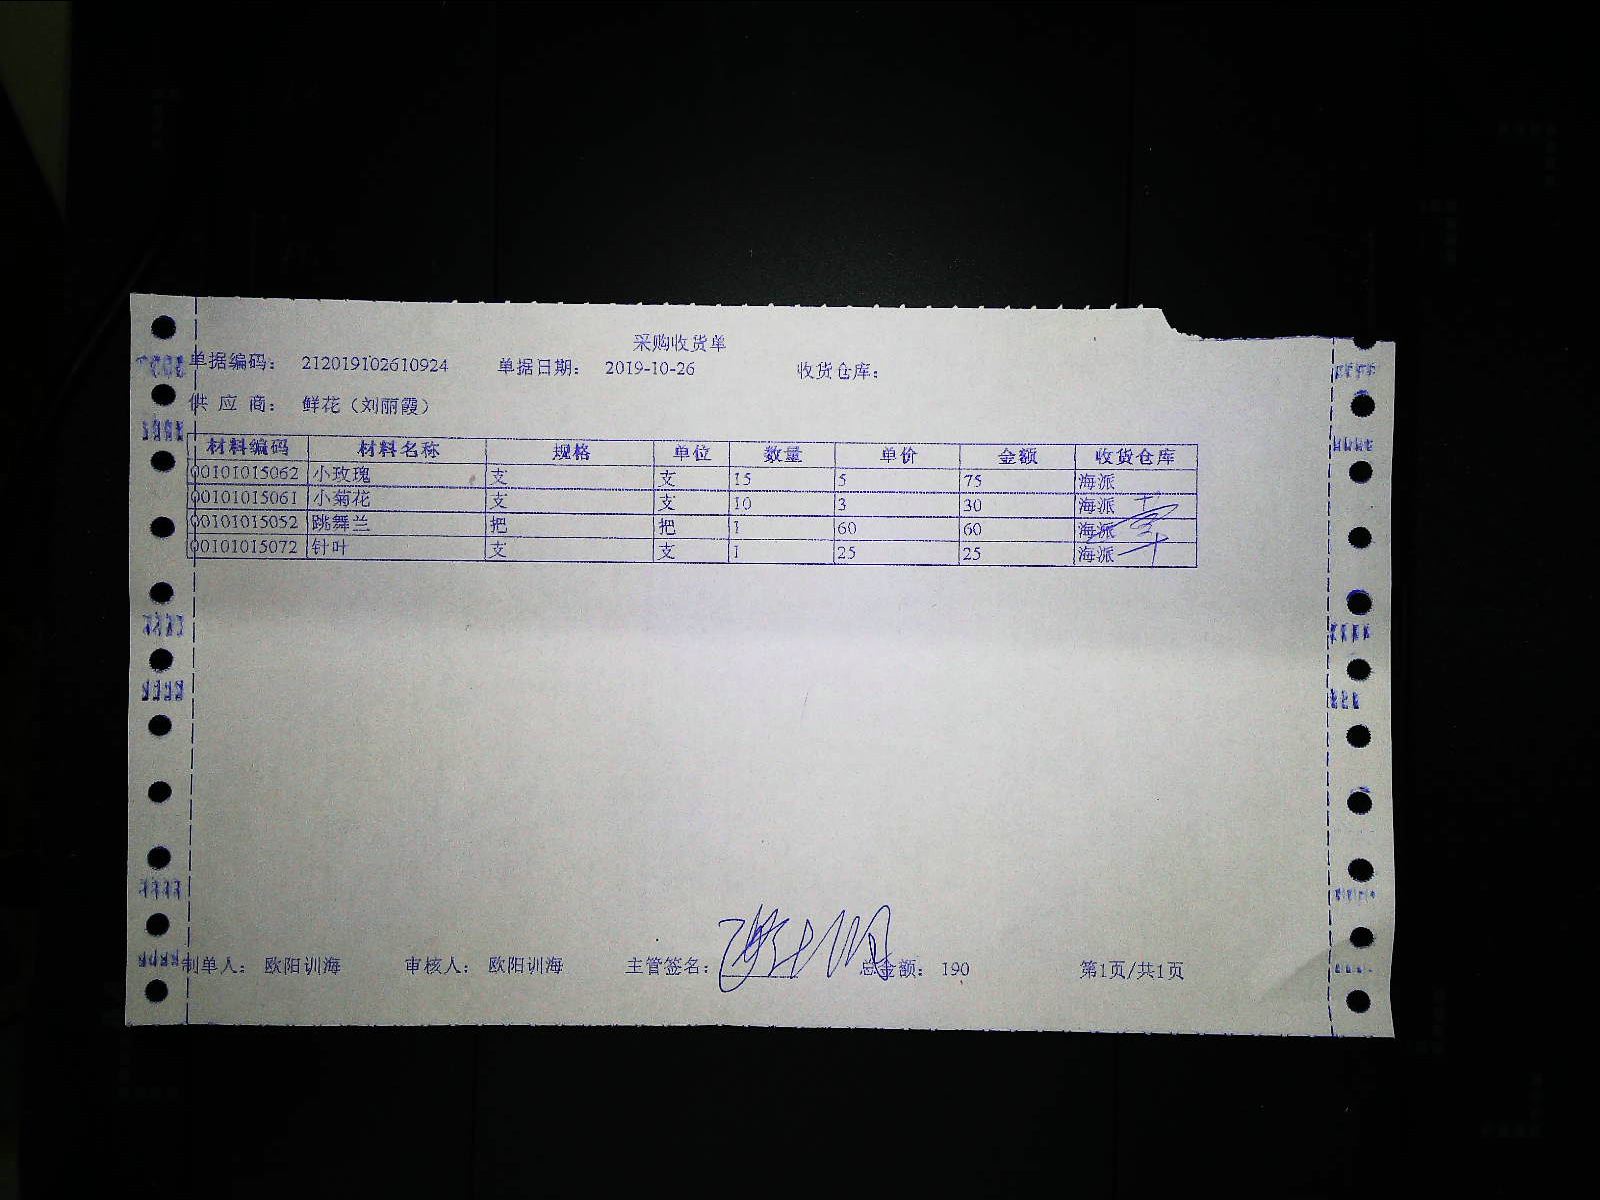 采购收货单
单据编码： 212019102610924 单据日期： 2019-10-26 收货仓库：
供 应 商： 鲜花（刘丽霞）
材料编码 材料名称 规格 单位 数量 单价 金额 收货仓库
00101015062 小玫瑰 支 支 15 5 75 海派
00101015061 小菊花 支 支 10 3 30 海派
00101015052 跳舞兰 把 把 1 60 60 海派
00101015072 针叶 支 支 1 25 25 海派
制单人： 欧阳训海 审核人： 欧阳训海 主管签名： 总金额： 190 第1页/共1页